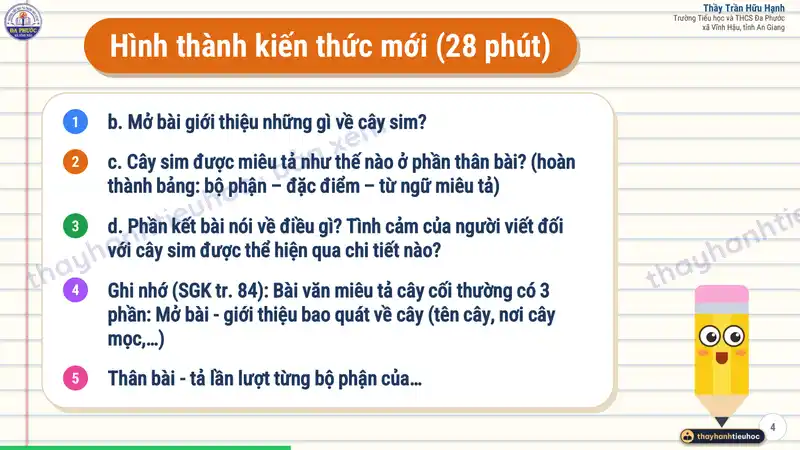 ĐA PHƯỚC
Thầy Trần Hữu Hạnh
Trường Tiểu học và THCS Đa Phước
xã Vĩnh Hậu, tỉnh An Giang
Hình thành kiến thức mới (28 phút)
1 b. Mở bài giới thiệu những gì về cây sim?
2 c. Cây sim được miêu tả như thế nào ở phần thân bài? (hoàn
thành bảng: bộ phận – đặc điểm – từ ngữ miêu tả)
3 d. Phần kết bài nói về điều gì? Tình cảm của người viết đối
với cây sim được thể hiện qua chi tiết nào?
4 Ghi nhớ (SGK tr. 84): Bài văn miêu tả cây cối thường có 3
phần: Mở bài - giới thiệu bao quát về cây (tên cây, nơi cây
mọc,…)
5 Thân bài - tả lần lượt từng bộ phận của…
thayhanhtieuhoc
4